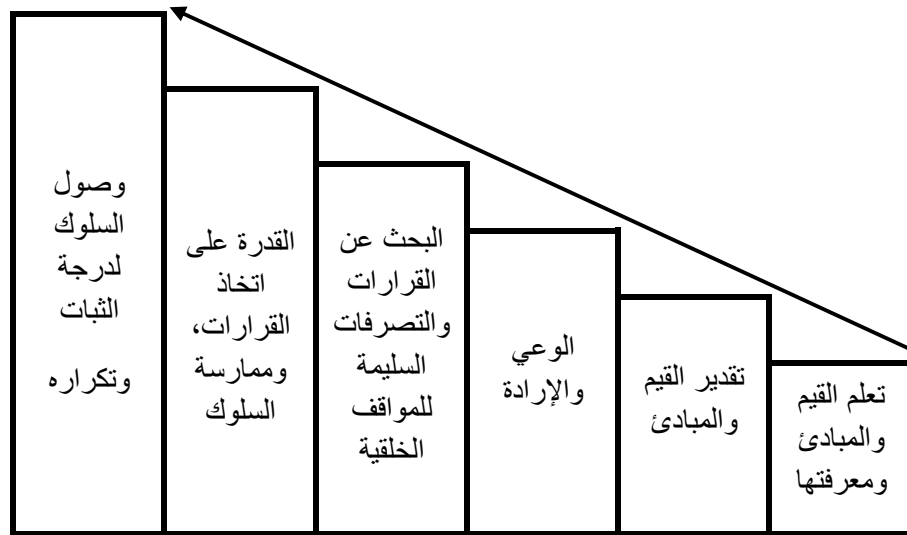 تعلم القيم
والمبادئ
ومعرفتها
تقدير القيم
والمبادئ
الوعي
والإرادة
البحث عن
القرارات
والتصرفات
السليمة
للمواقف
الخلقية
القدرة على
اتخاذ
القرارات،
وممارسة
السلوك
وصول
السلوك
لدرجة
الثبات
وتكراره